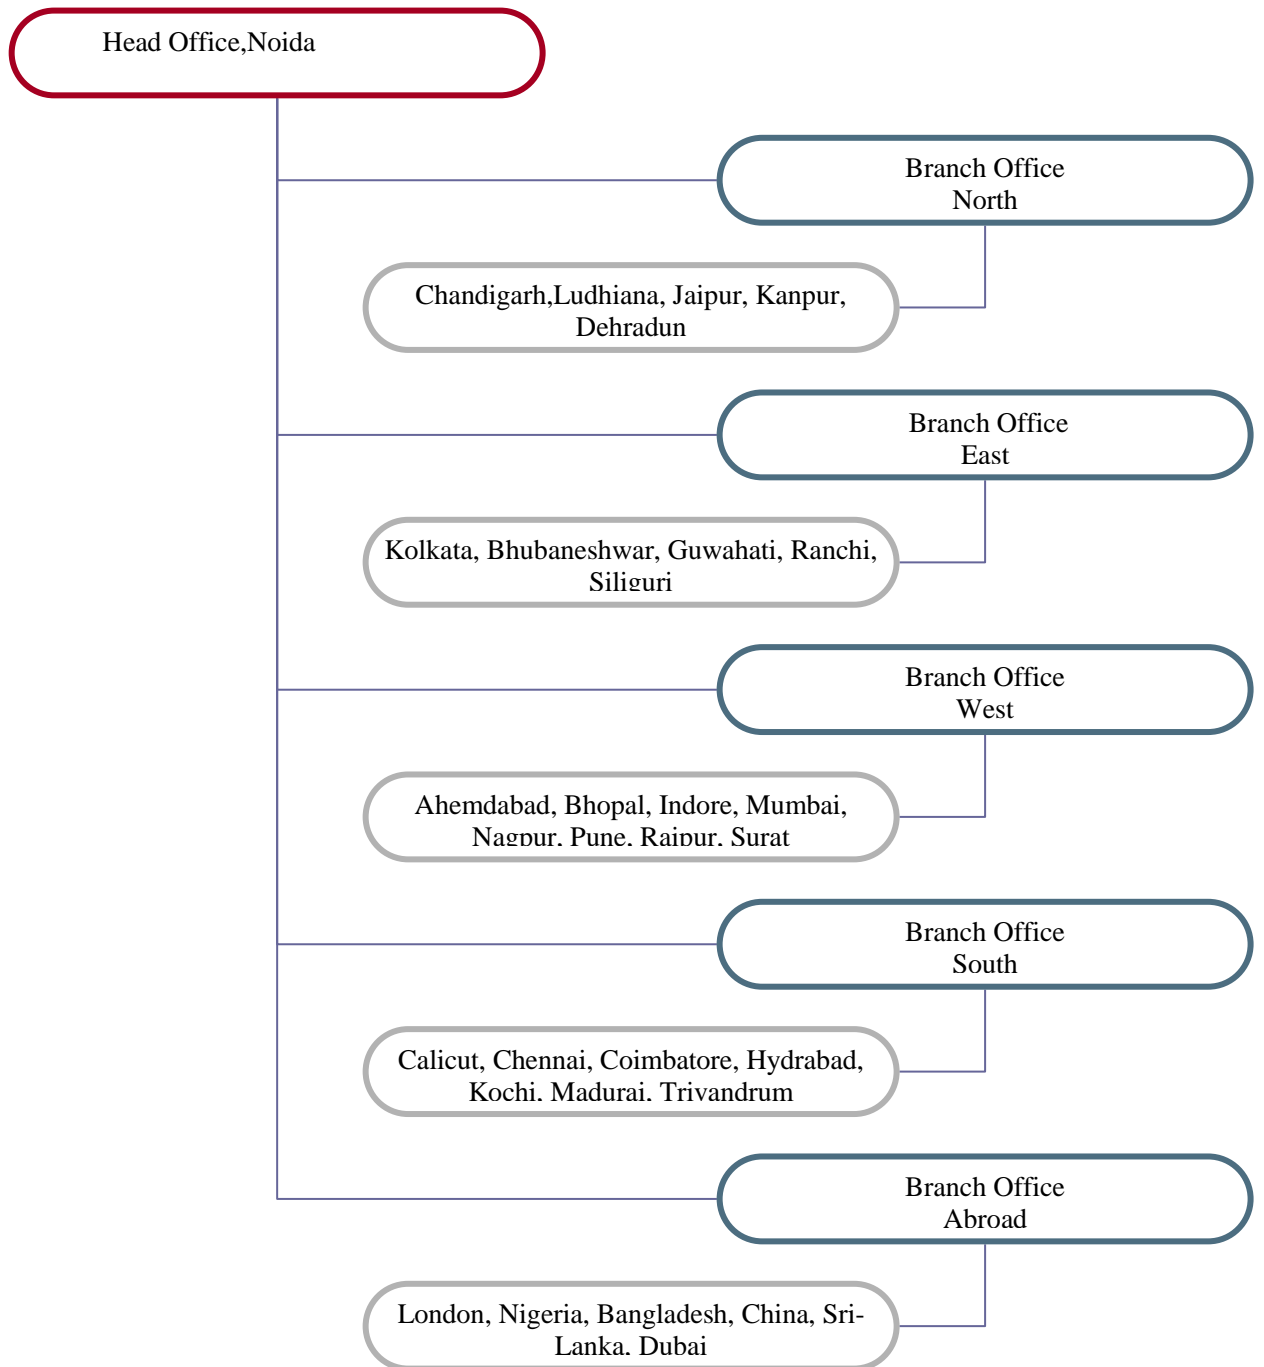 Head Office,Noida
Branch Office
North
Chandigarh,Ludhiana, Jaipur, Kanpur,
Dehradun
Branch Office
East
Kolkata, Bhubaneshwar, Guwahati, Ranchi,
Siliguri
Branch Office
West
Ahemdabad, Bhopal, Indore, Mumbai,
Nagpur, Pune, Raipur, Surat
Branch Office
South
Calicut, Chennai, Coimbatore, Hydrabad,
Kochi, Madurai, Trivandrum
Branch Office
Abroad
London, Nigeria, Bangladesh, China, Sri-
Lanka, Dubai